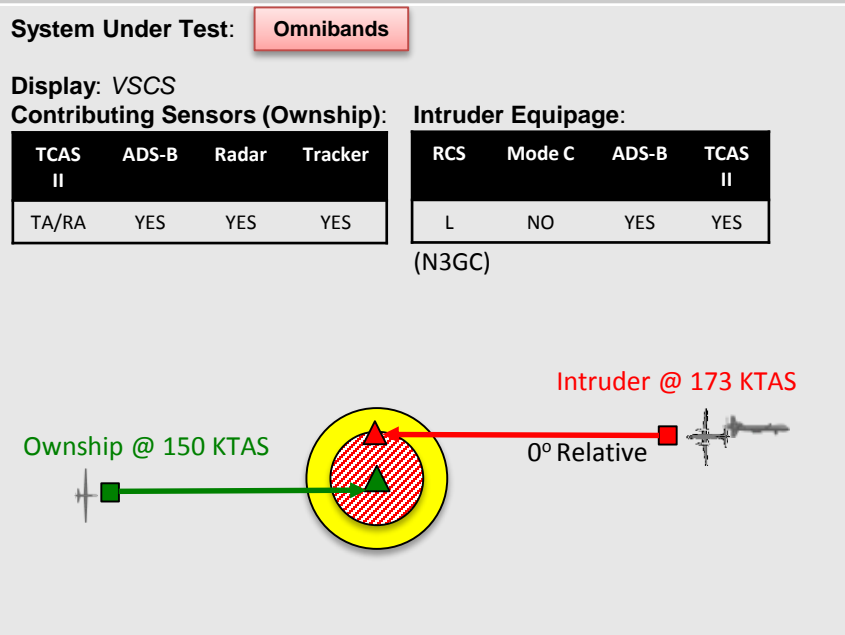 System Under Test: Omnibands
Display: VSCS
Contributing Sensors (Ownship): Intruder Equipage:
TCAS II ADS-B Radar Tracker
TA/RA YES YES YES
RCS Mode C ADS-B TCAS II
L NO YES YES
(N3GC)
Intruder @ 173 KTAS
Ownship @ 150 KTAS
0º Relative